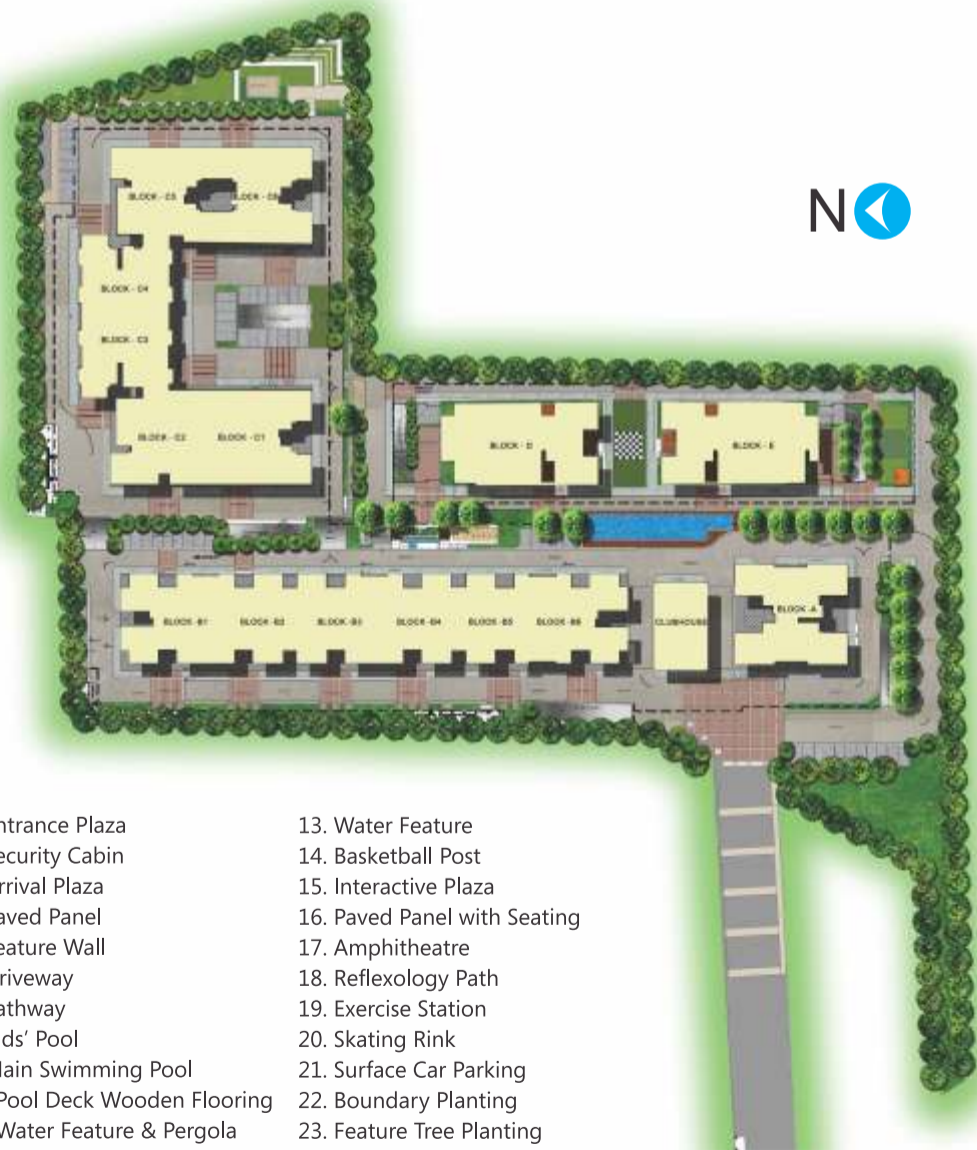 N
BLOCK - C5
BLOCK - C6
BLOCK - C4
BLOCK - C3
BLOCK - C2
BLOCK - C1
BLOCK - D
BLOCK - E
BLOCK - B1
BLOCK - B2
BLOCK - B3
BLOCK - B4
BLOCK - B5
BLOCK - B6
CLUBHOUSE
BLOCK - A
ntrance Plaza
ecurity Cabin
rrival Plaza
aved Panel
eature Wall
riveway
athway
ds' Pool
ain Swimming Pool
Pool Deck Wooden Flooring
Water Feature & Pergola
13. Water Feature
14. Basketball Post
15. Interactive Plaza
16. Paved Panel with Seating
17. Amphitheatre
18. Reflexology Path
19. Exercise Station
20. Skating Rink
21. Surface Car Parking
22. Boundary Planting
23. Feature Tree Planting